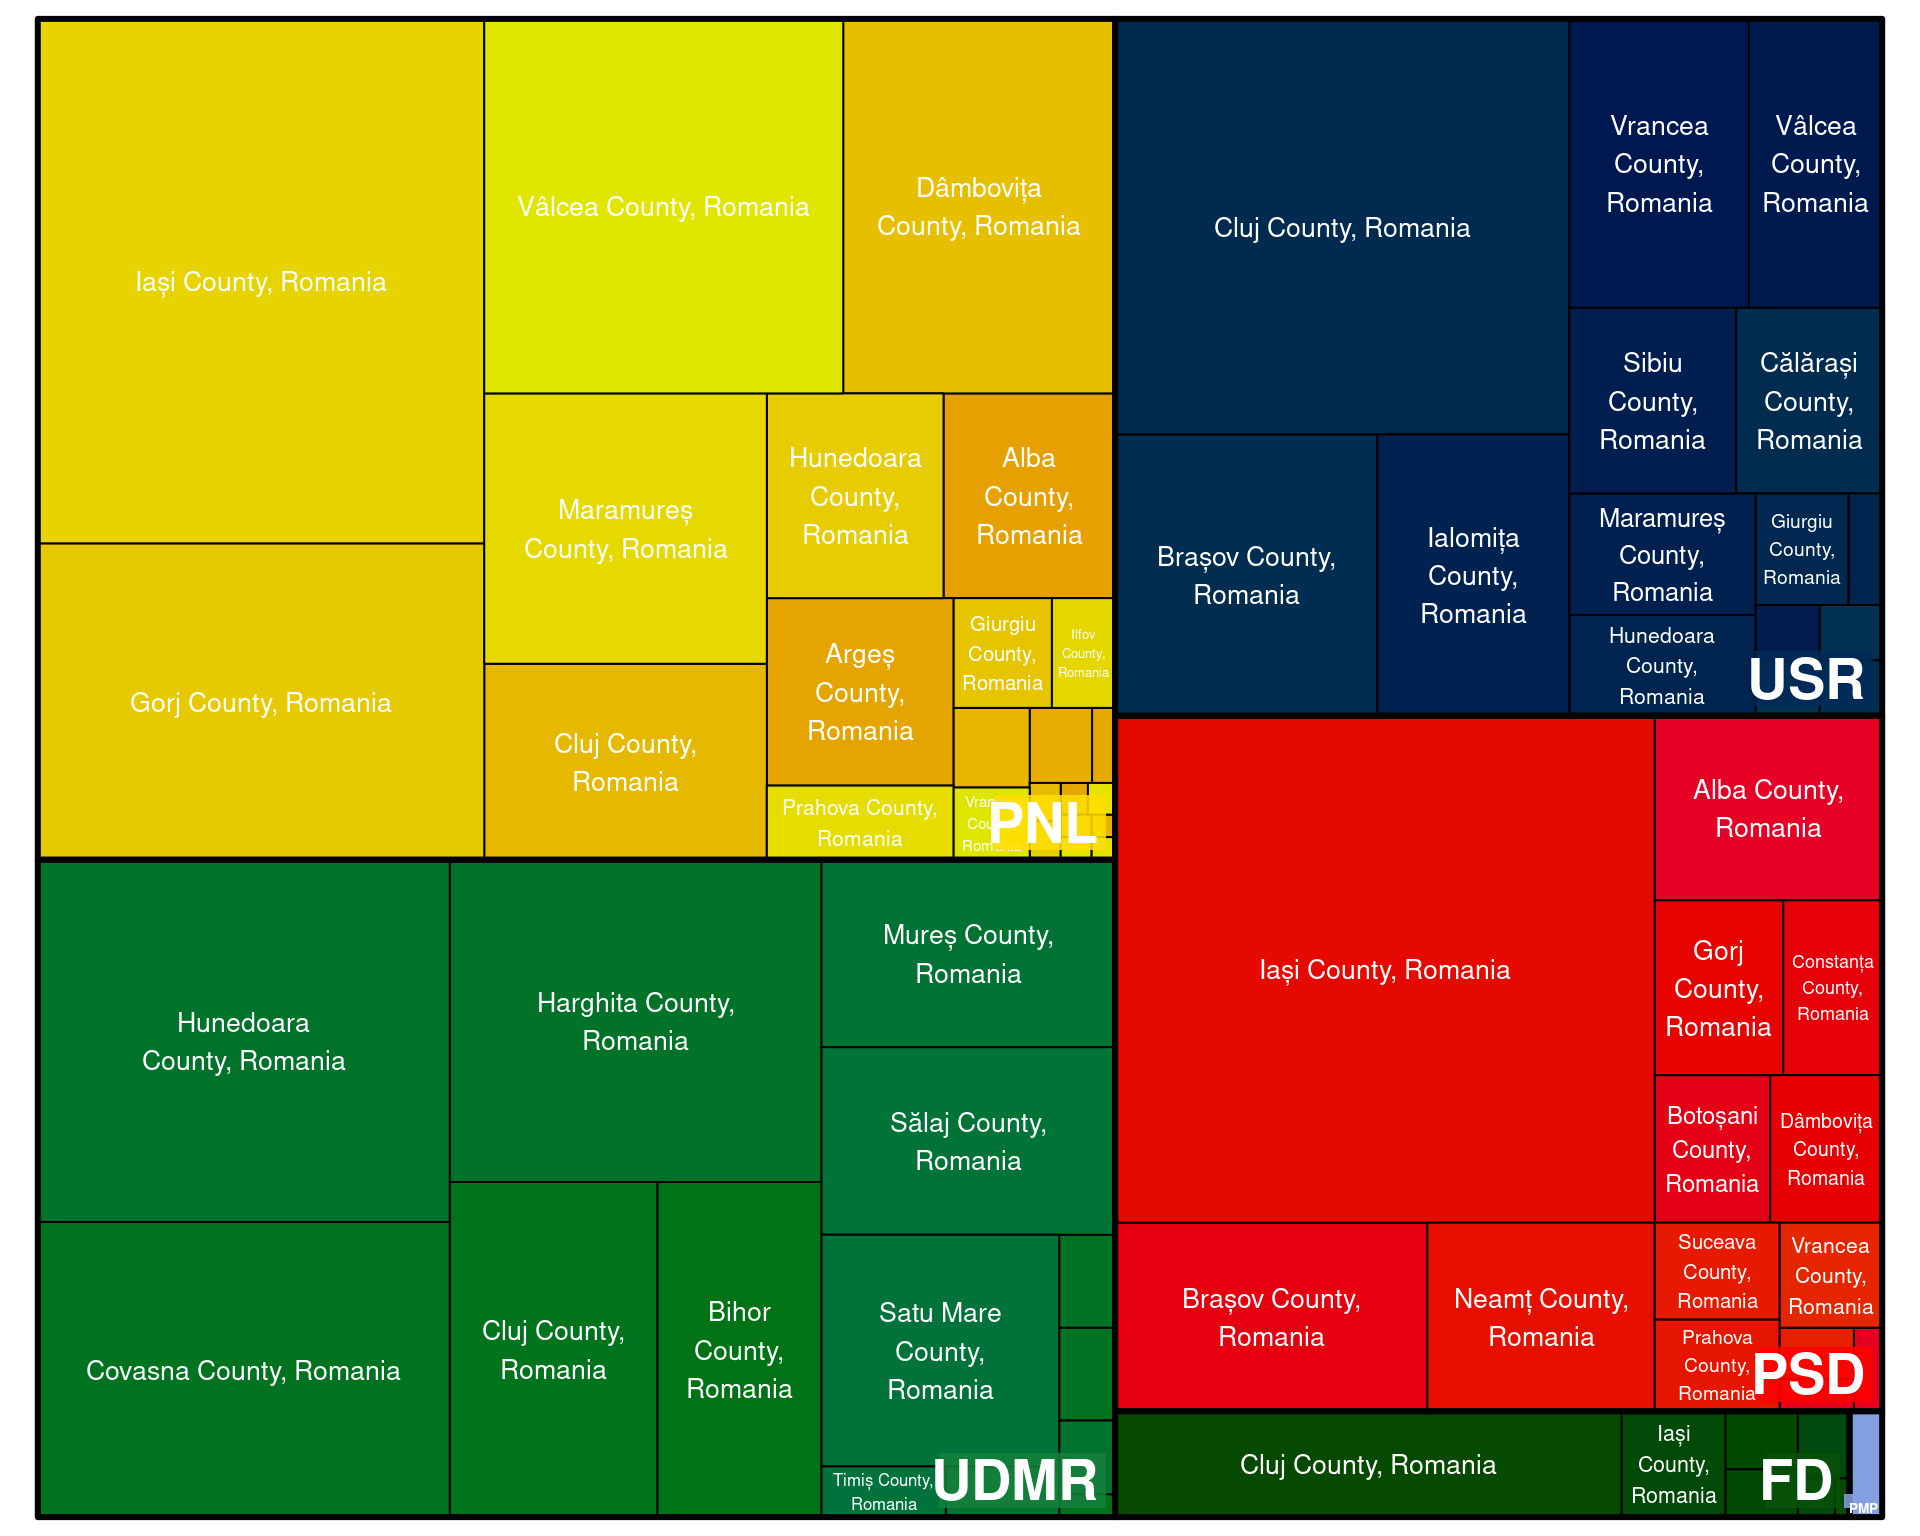 Iași County, Romania
Vâlcea County, Romania
Dâmbovița
County, Romania
Gorj County, Romania
Maramureș
County, Romania
Hunedoara
County,
Romania
Alba
County,
Romania
Cluj County,
Romania
Argeș
County,
Romania
Giurgiu
County,
Romania
Ilfov
County,
Romania
Prahova County,
Romania
PNL
Cluj County, Romania
Vrancea
County,
Romania
Vâlcea
County,
Romania
Sibiu
County,
Romania
Călărași
County,
Romania
Brașov County,
Romania
Ialomița
County,
Romania
Maramureș
County,
Romania
Giurgiu
County,
Romania
Hunedoara
County,
Romania
USR
Hunedoara
County, Romania
Harghita County,
Romania
Mureș County,
Romania
Sălaj County,
Romania
Covasna County, Romania
Cluj County,
Romania
Bihor
County,
Romania
Satu Mare
County,
Romania
Timiș County,
Romania
UDMR
Iași County, Romania
Alba County,
Romania
Gorj
County,
Romania
Constanța
County,
Romania
Botoșani
County,
Romania
Dâmbovița
County,
Romania
Brașov County,
Romania
Neamț County,
Romania
Suceava
County,
Romania
Vrancea
County,
Romania
Prahova
County,
Romania
PSD
Cluj County, Romania
Iași
County,
Romania
FD
PMP